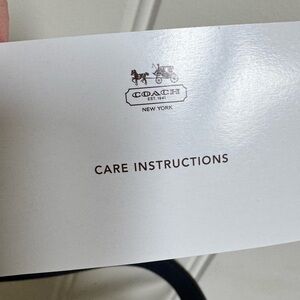 COACH
EST. 1941
NEW YORK
CARE INSTRUCTIONS